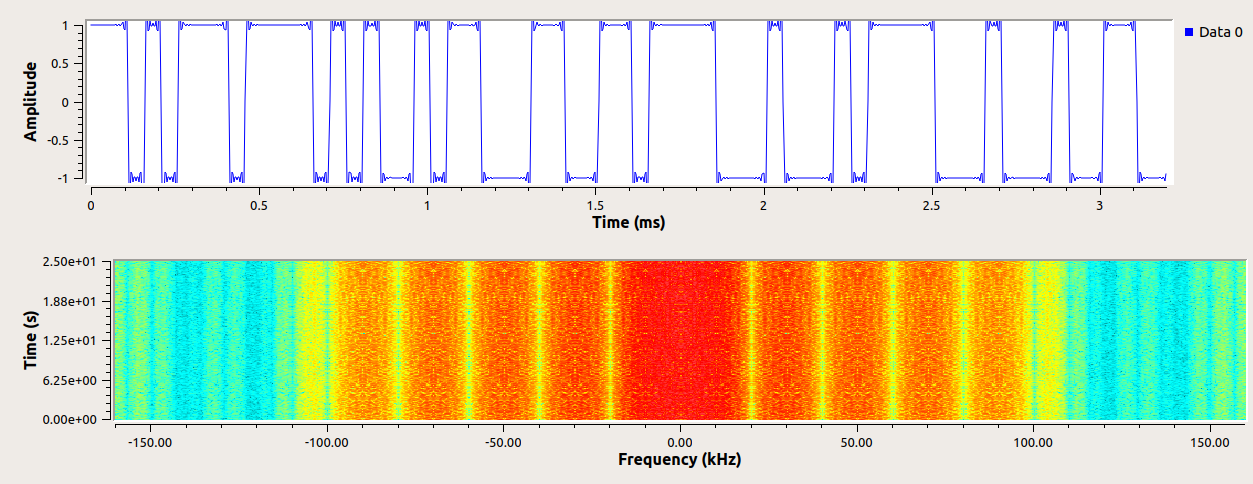 1
0.5
0
-0.5
-1
Amplitude
Data 0
0 0.5 1 1.5 2 2.5 3
Time (ms)
2.50e+01
1.88e+01
1.25e+01
6.25e+00
0.00e+00
Time (s)
-150.00 -100.00 -50.00 0.00 50.00 100.00 150.00
Frequency (kHz)